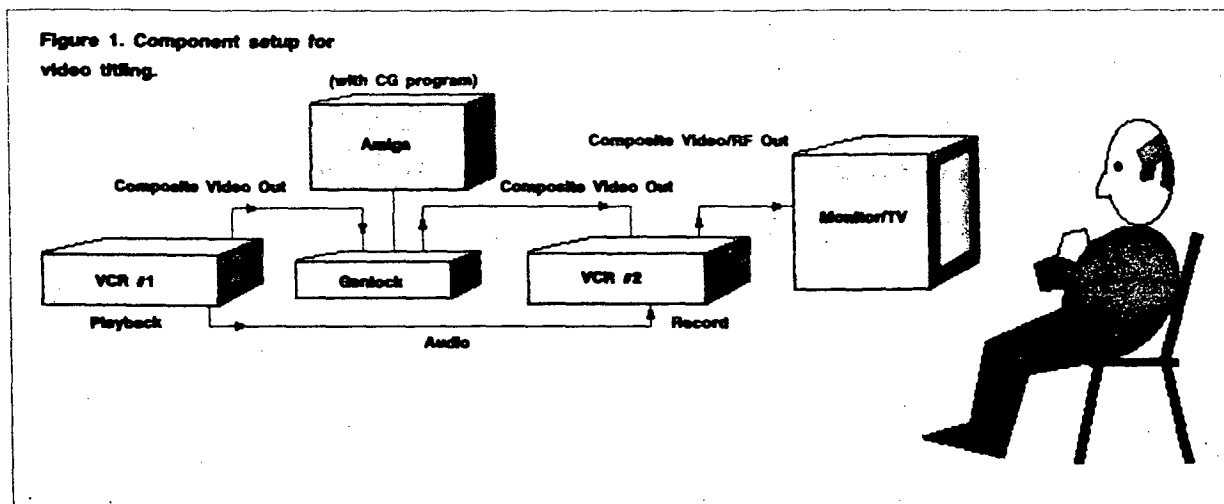 Figure 1. Component setup for
video titling.
(with CG program)
Amiga
Composite Video/RF Out
Composite Video Out
Composite Video Out
Monitor/TV
VCR #1
Genlock
VCR #2
Playback
Record
Audio